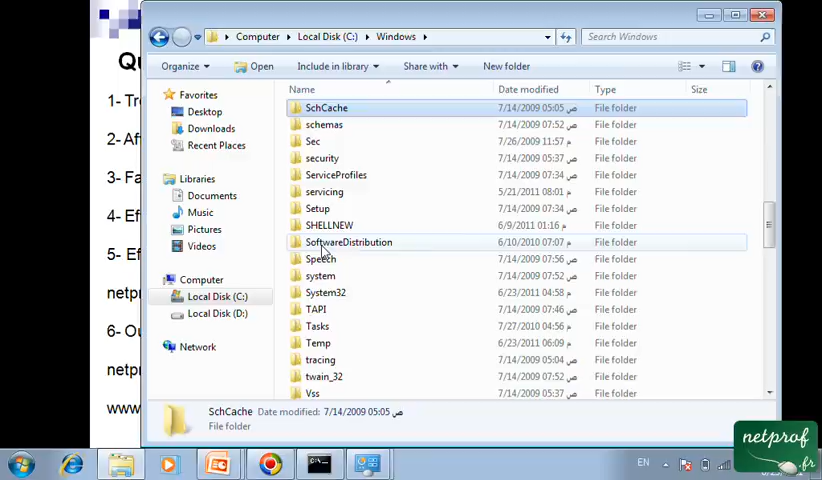 Computer Local Disk (C:) Windows Search Windows
Qu
Organize Open Include in library Share with New folder
Name Date modified Type Size
1- Tr
Favorites
Desktop
Downloads
Recent Places
2- Af
3- Fa
Libraries
Documents
Music
Pictures
Videos
4- Ef
5- E
Computer
Local Disk (C:)
Local Disk (D:)
netp
6- Ou
Network
netp
www
SchCache 7/14/2009 05:05 ص File folder
schemas 7/14/2009 07:52 ص File folder
Sec 7/26/2009 11:57 م File folder
security 7/14/2009 05:37 ص File folder
ServiceProfiles 7/14/2009 07:34 ص File folder
servicing 5/21/2011 08:01 م File folder
Setup 7/14/2009 07:34 ص File folder
SHELLNEW 6/9/2011 01:16 م File folder
SoftwareDistribution 6/10/2010 07:07 م File folder
Speech 7/14/2009 07:56 ص File folder
system 7/14/2009 07:52 ص File folder
System32 6/23/2011 04:58 م File folder
TAPI 7/14/2009 07:46 ص File folder
Tasks 7/27/2010 04:46 م File folder
Temp 6/23/2011 06:09 م File folder
tracing 7/14/2009 05:04 ص File folder
twain_32 7/14/2009 07:52 ص File folder
Vss 7/14/2009 05:05 ص File folder
SchCache Date modified: 7/14/2009 05:05 ص
File folder
EN
netprof
.fr